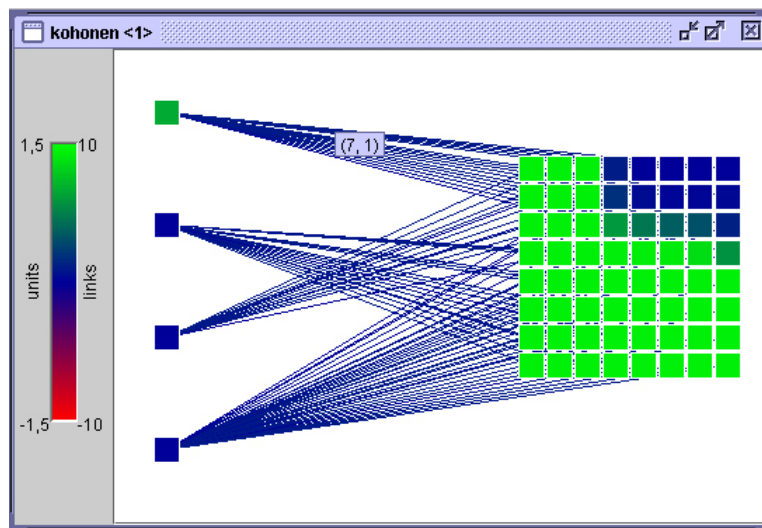 kohonen <1>
(7, 1)
1,5 10
units
links
-1,5 -10